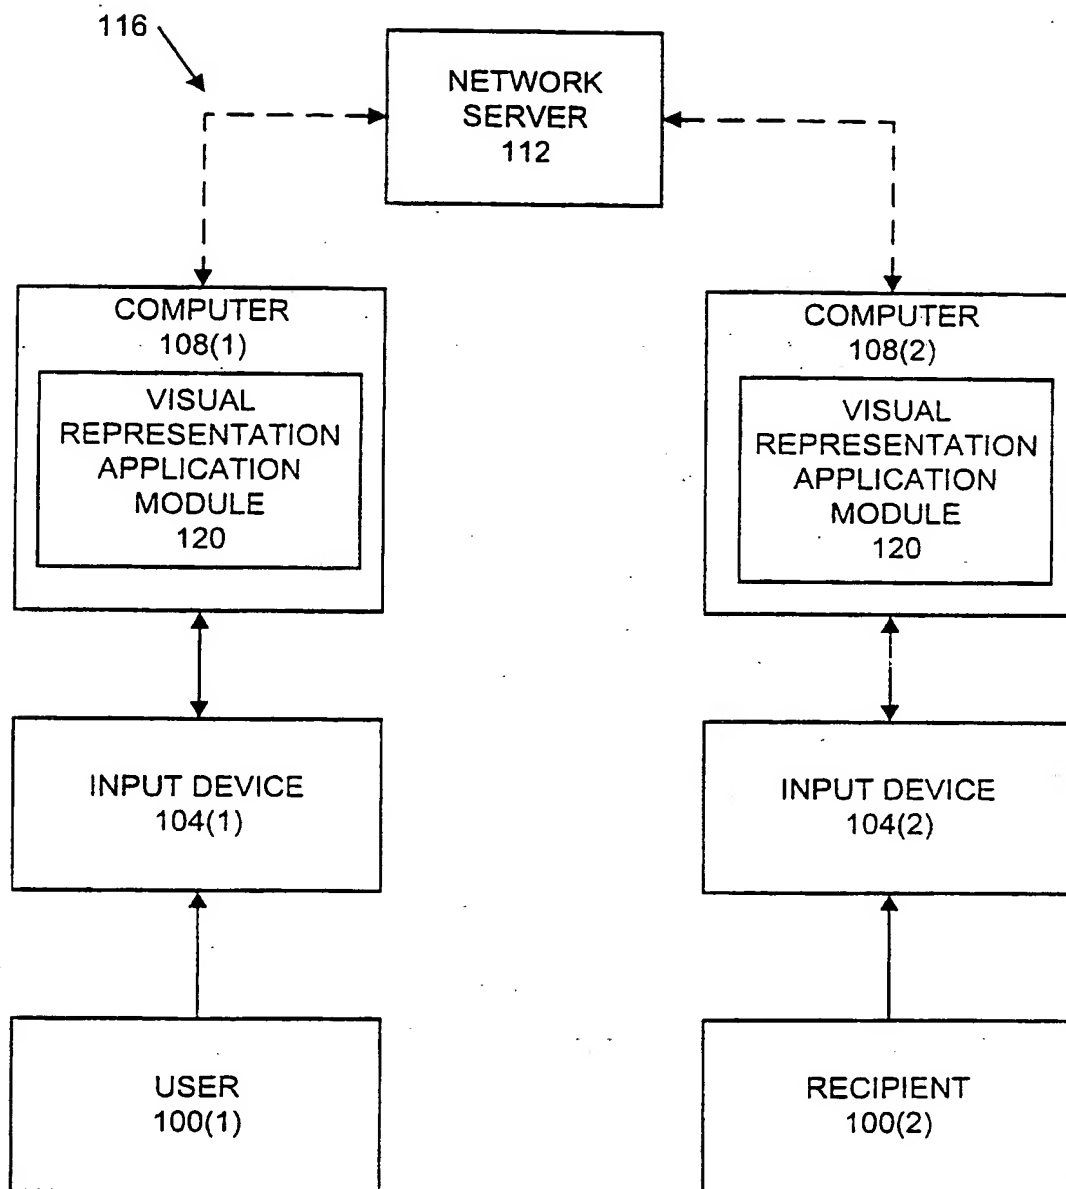 116
NETWORK
SERVER
112
COMPUTER
108(1)
VISUAL
REPRESENTATION
APPLICATION
MODULE
120
COMPUTER
108(2)
VISUAL
REPRESENTATION
APPLICATION
MODULE
120
INPUT DEVICE
104(1)
INPUT DEVICE
104(2)
USER
100(1)
RECIPIENT
100(2)